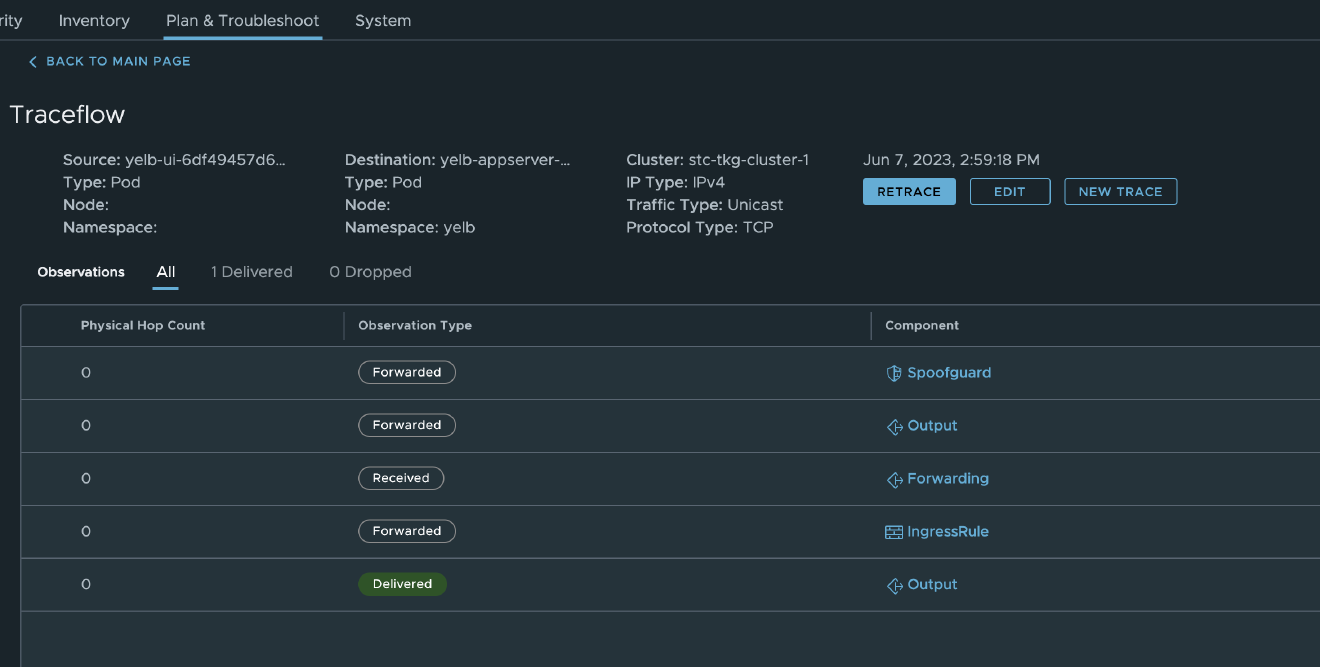 rity Inventory Plan & Troubleshoot System
BACK TO MAIN PAGE
Traceflow
Source: yelb-ui-6df49457d6... Destination: yelb-appserver-... Cluster: stc-tkg-cluster-1 Jun 7, 2023, 2:59:18 PM
Type: Pod Type: Pod IP Type: IPv4 RETRACE EDIT NEW TRACE
Node: Node: Traffic Type: Unicast
Namespace: Namespace: yelb Protocol Type: TCP
Observations All 1 Delivered 0 Dropped
Physical Hop Count Observation Type Component
0 Forwarded Spoofguard
0 Forwarded Output
0 Received Forwarding
0 Forwarded IngressRule
0 Delivered Output